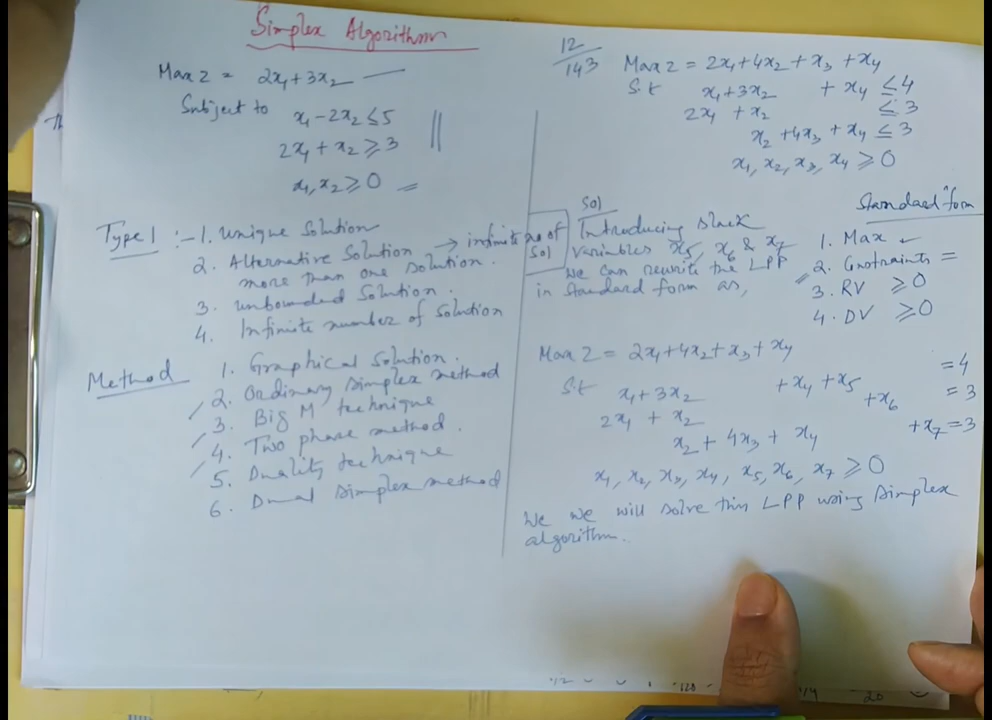 Simplex Algorithm
Max Z = 2x₁+3x₂
Subject to x₁-2x₂≤5
2x₁+x₂≥3
x₁,x₂≥0
Type 1 :- 1. Unique Solution
2. Alternative Solution → infinite no of sol
more than one solution.
3. unbounded Solution.
4. Infinite number of Solution
Method 1. Graphical Solution.
2. Ordinary Simplex method
3. Big M technique
4. Two phase method.
5. Duality technique
6. Dual Simplex method
12/143 Max Z = 2x₁+4x₂+x₃+x₄
S.t x₁+3x₂ +x₄ ≤4
2x₁+x₂ ≤3
x₂+4x₃+x₄ ≤3
x₁,x₂,x₃,x₄ ≥0
Sol
Introducing slack
variables x₅, x₆ & x₇
we can rewrite the LPP
in standard form as,
Standard form
1. Max
2. Contraints =
3. RV ≥0
4. DV ≥0
Max Z = 2x₁+4x₂+x₃+x₄
S.t x₁+3x₂ +x₄+x₅ =4
2x₁+x₂ +x₆ =3
x₂+4x₃+x₄ +x₇=3
x₁, x₂, x₃, x₄, x₅, x₆, x₇ ≥0
We we will solve this LPP using Simplex
algorithm..